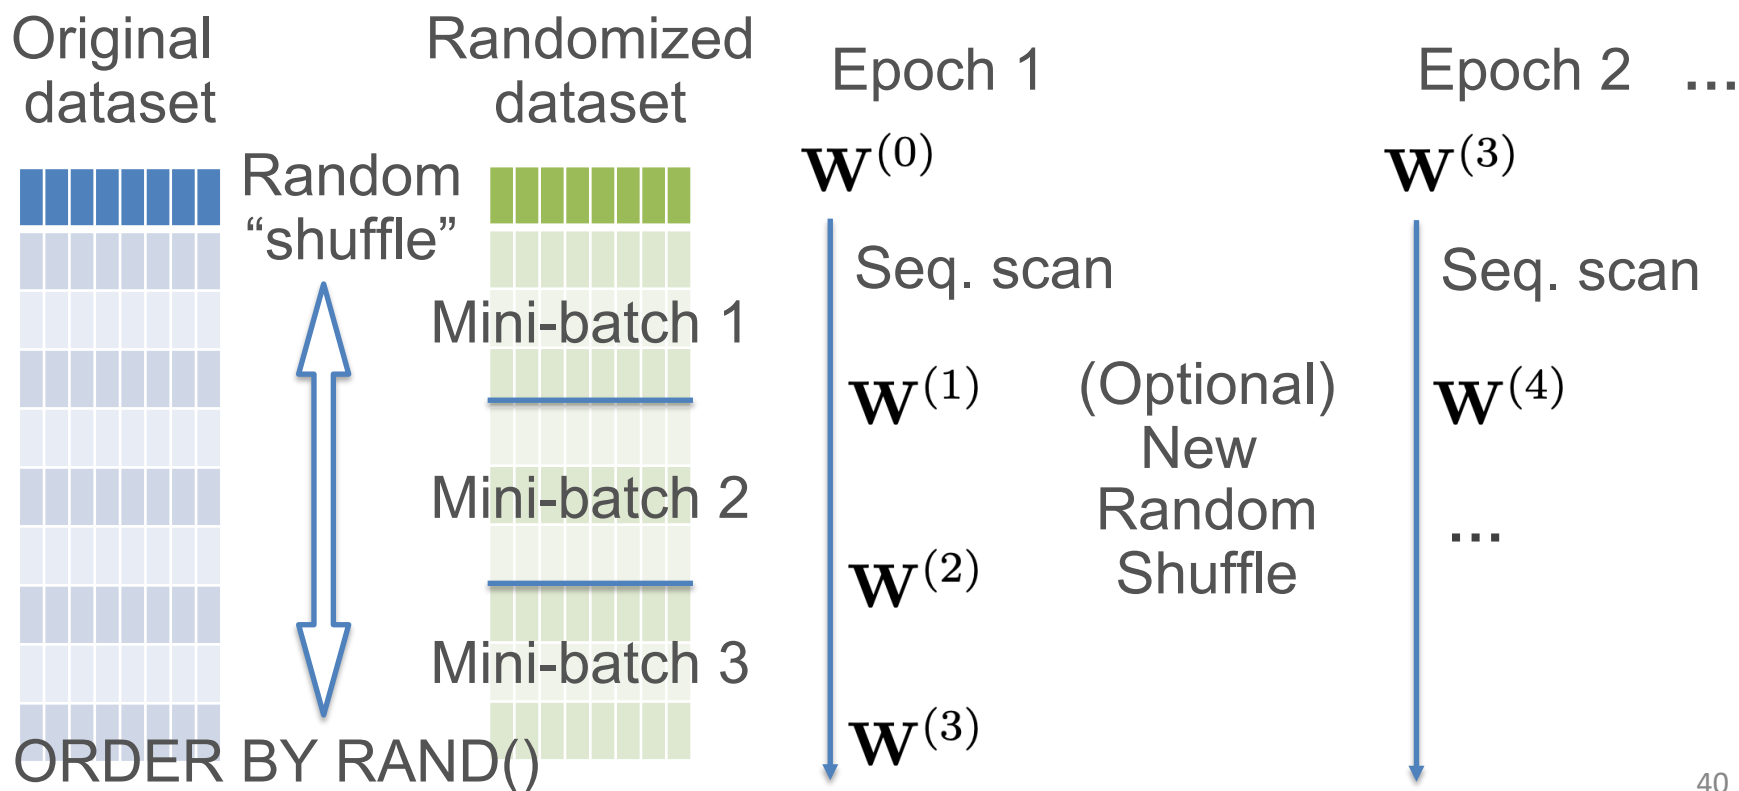 Original
dataset
Random
“shuffle”
ORDER BY RAND()
Randomized
dataset
Mini-batch 1
Mini-batch 2
Mini-batch 3
Epoch 1
W^(0)
Seq. scan
W^(1)
W^(2)
W^(3)
(Optional)
New
Random
Shuffle
Epoch 2 ...
W^(3)
Seq. scan
W^(4)
...
40